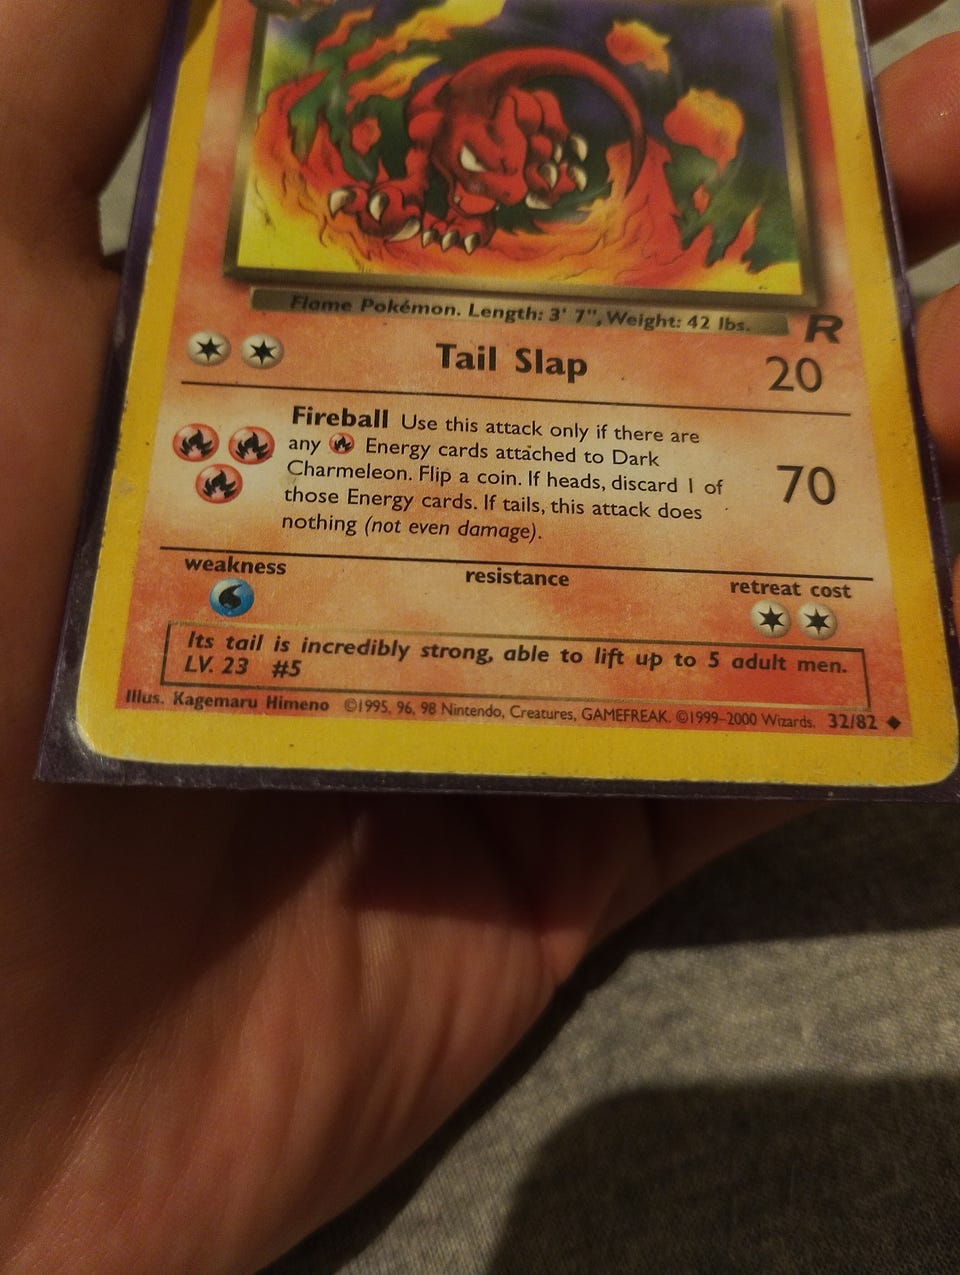 Flame Pokémon. Length: 3' 7", Weight: 42 lbs.
R
Tail Slap 20
Fireball Use this attack only if there are
any Energy cards attached to Dark
Charmeleon. Flip a coin. If heads, discard 1 of
those Energy cards. If tails, this attack does
nothing (not even damage).
70
weakness resistance retreat cost
Its tail is incredibly strong, able to lift up to 5 adult men.
LV. 23 #5
Illus. Kagemaru Himeno ©1995, 96, 98 Nintendo, Creatures, GAMEFREAK. ©1999–2000 Wizards. 32/82